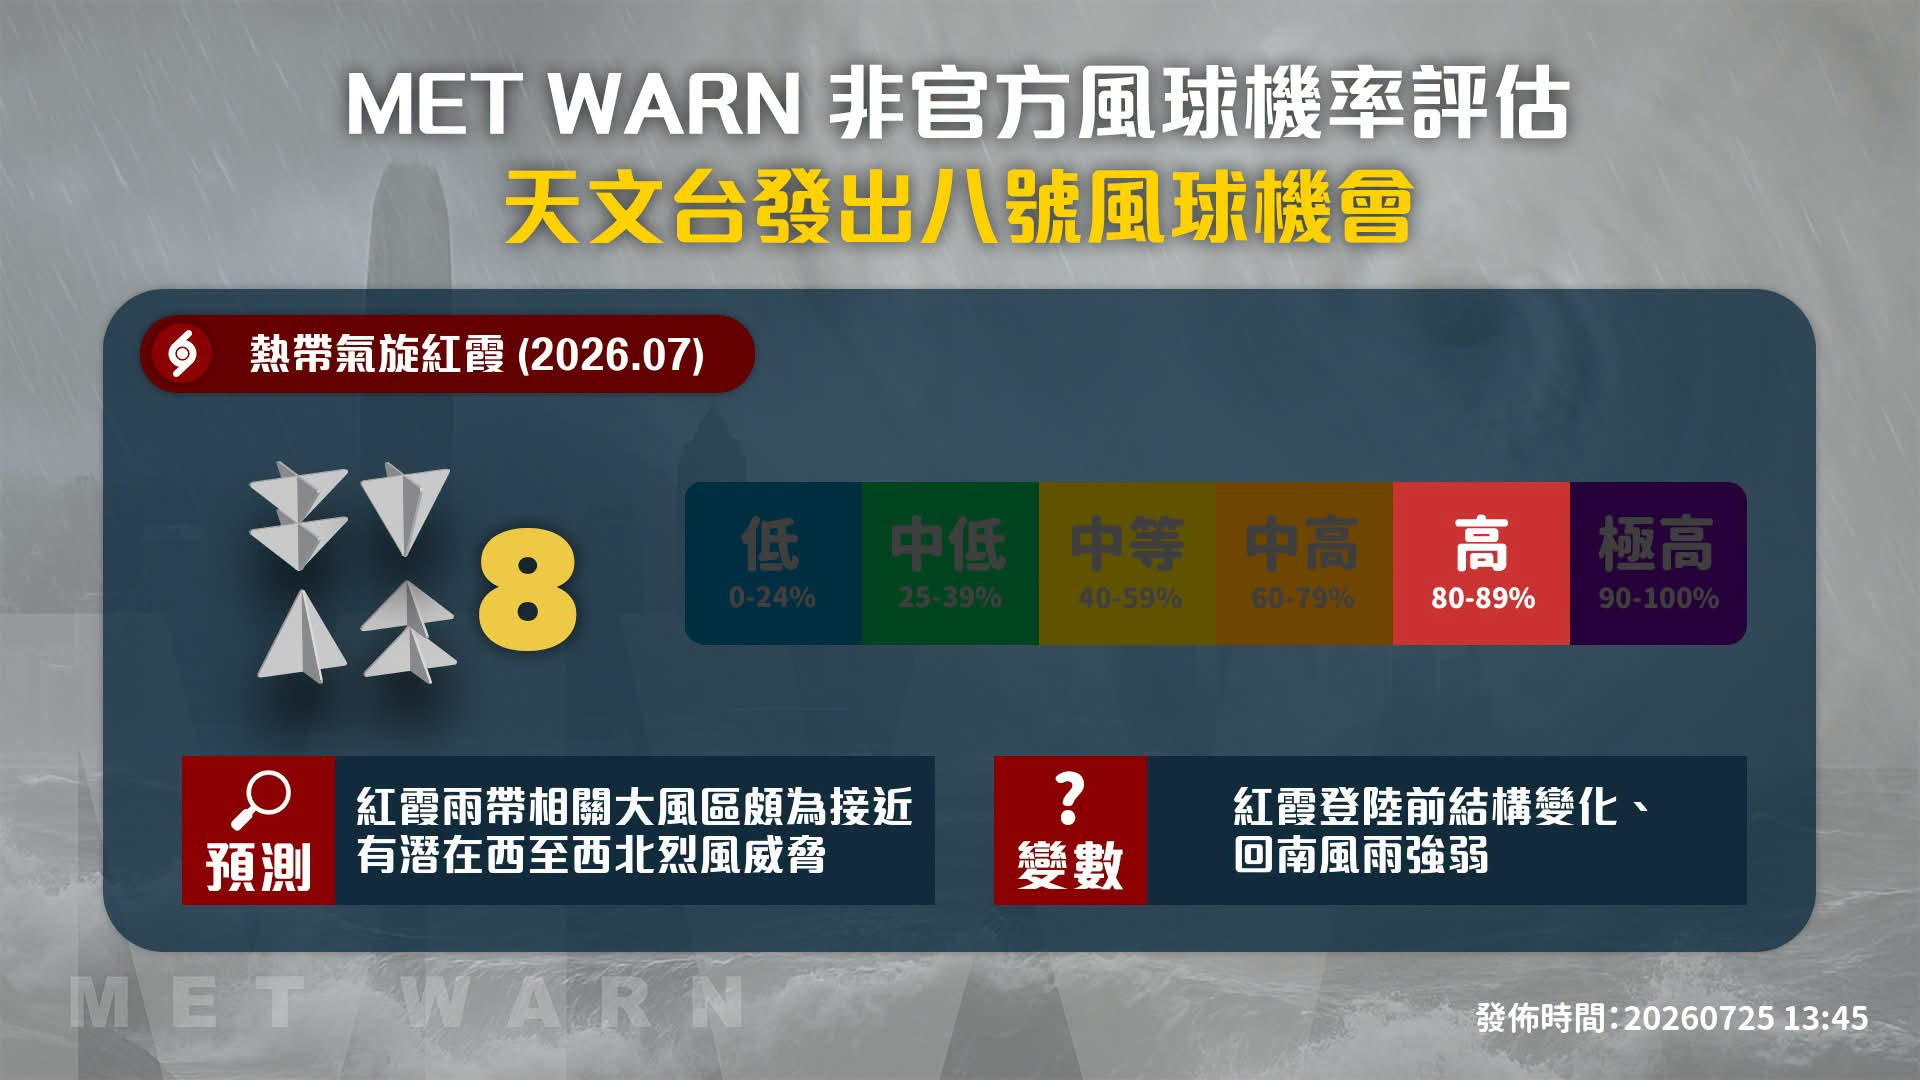 MET WARN 非官方風球機率評估
天文台發出八號風球機會
熱帶氣旋紅霞 (2026.07)
8
低
0-24%
中低
25-39%
中等
40-59%
中高
60-79%
高
80-89%
極高
90-100%
預測
紅霞雨帶相關大風區頗為接近
有潛在西至西北烈風威脅
?
變數
紅霞登陸前結構變化、
回南風雨強弱
MET WARN
發佈時間：20260725 13:45